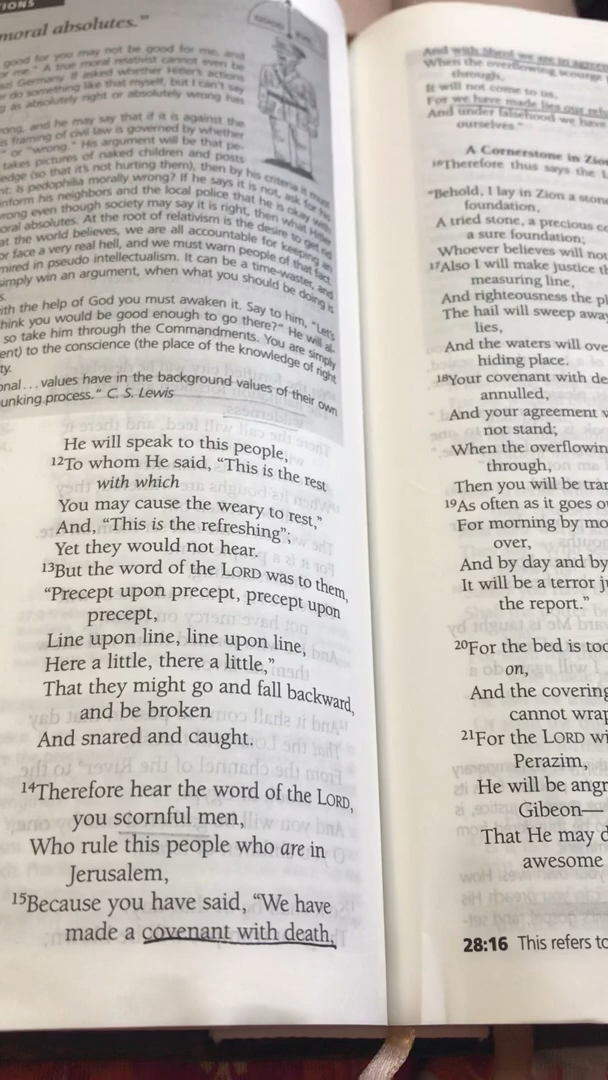 IONS
moral absolutes."
good for you may not be good for me, and
or me." A true moral relativist cannot even be
azi Germany. If asked whether Hitler's actions
do something like that myself, but I can't say
g as absolutely right or absolutely wrong has
rong, and he may say that if it is against the
is framing of civil law is governed by whether
" or "wrong." His argument will be that pe-
takes pictures of naked children and posts
edge (so that it's not hurting them), then by his criteria it must
nt: Is pedophilia morally wrong? If he says it is not, ask for his
inform his neighbors and the local police that he is okay with
rong even though society may say it is right, then what Hitler
oral absolutes. At the root of relativism is the desire to get rid
at the world believes, we are all accountable for keeping an
or face a very real hell, and we must warn people of that fact.
mired in pseudo intellectualism. It can be a time-waster, and
simply win an argument, when what you should be doing is
s.
ith the help of God you must awaken it. Say to him, "Let's
hink you would be good enough to go there?" He will al-
so take him through the Commandments. You are simply
ent) to the conscience (the place of the knowledge of right
ty.
onal . . . values have in the background values of their own
unking process." C. S. Lewis
He will speak to this people,
12To whom He said, "This is the rest
with which
You may cause the weary to rest,"
And, "This is the refreshing";
Yet they would not hear.
13But the word of the LORD was to them,
"Precept upon precept, precept upon
precept,
Line upon line, line upon line,
Here a little, there a little,"
That they might go and fall backward,
and be broken
And snared and caught.
14Therefore hear the word of the LORD,
you scornful men,
Who rule this people who are in
Jerusalem,
15Because you have said, "We have
made a covenant with death,
And with Sheol we are in agreem
When the overflowing scourge
through,
It will not come to us,
For we have made lies our refu
And under falsehood we have
ourselves."
A Cornerstone in Zion
16Therefore thus says the L
"Behold, I lay in Zion a stone
foundation,
A tried stone, a precious co
a sure foundation;
Whoever believes will not
17Also I will make justice th
measuring line,
And righteousness the pl
The hail will sweep away
lies,
And the waters will ove
hiding place.
18Your covenant with de
annulled,
And your agreement w
not stand;
When the overflowin
through,
Then you will be tram
19As often as it goes ou
For morning by mo
over,
And by day and by
It will be a terror ju
the report."
20For the bed is too
on,
And the covering
cannot wrap
21For the LORD wi
Perazim,
He will be angr
Gibeon—
That He may d
awesome
28:16 This refers to